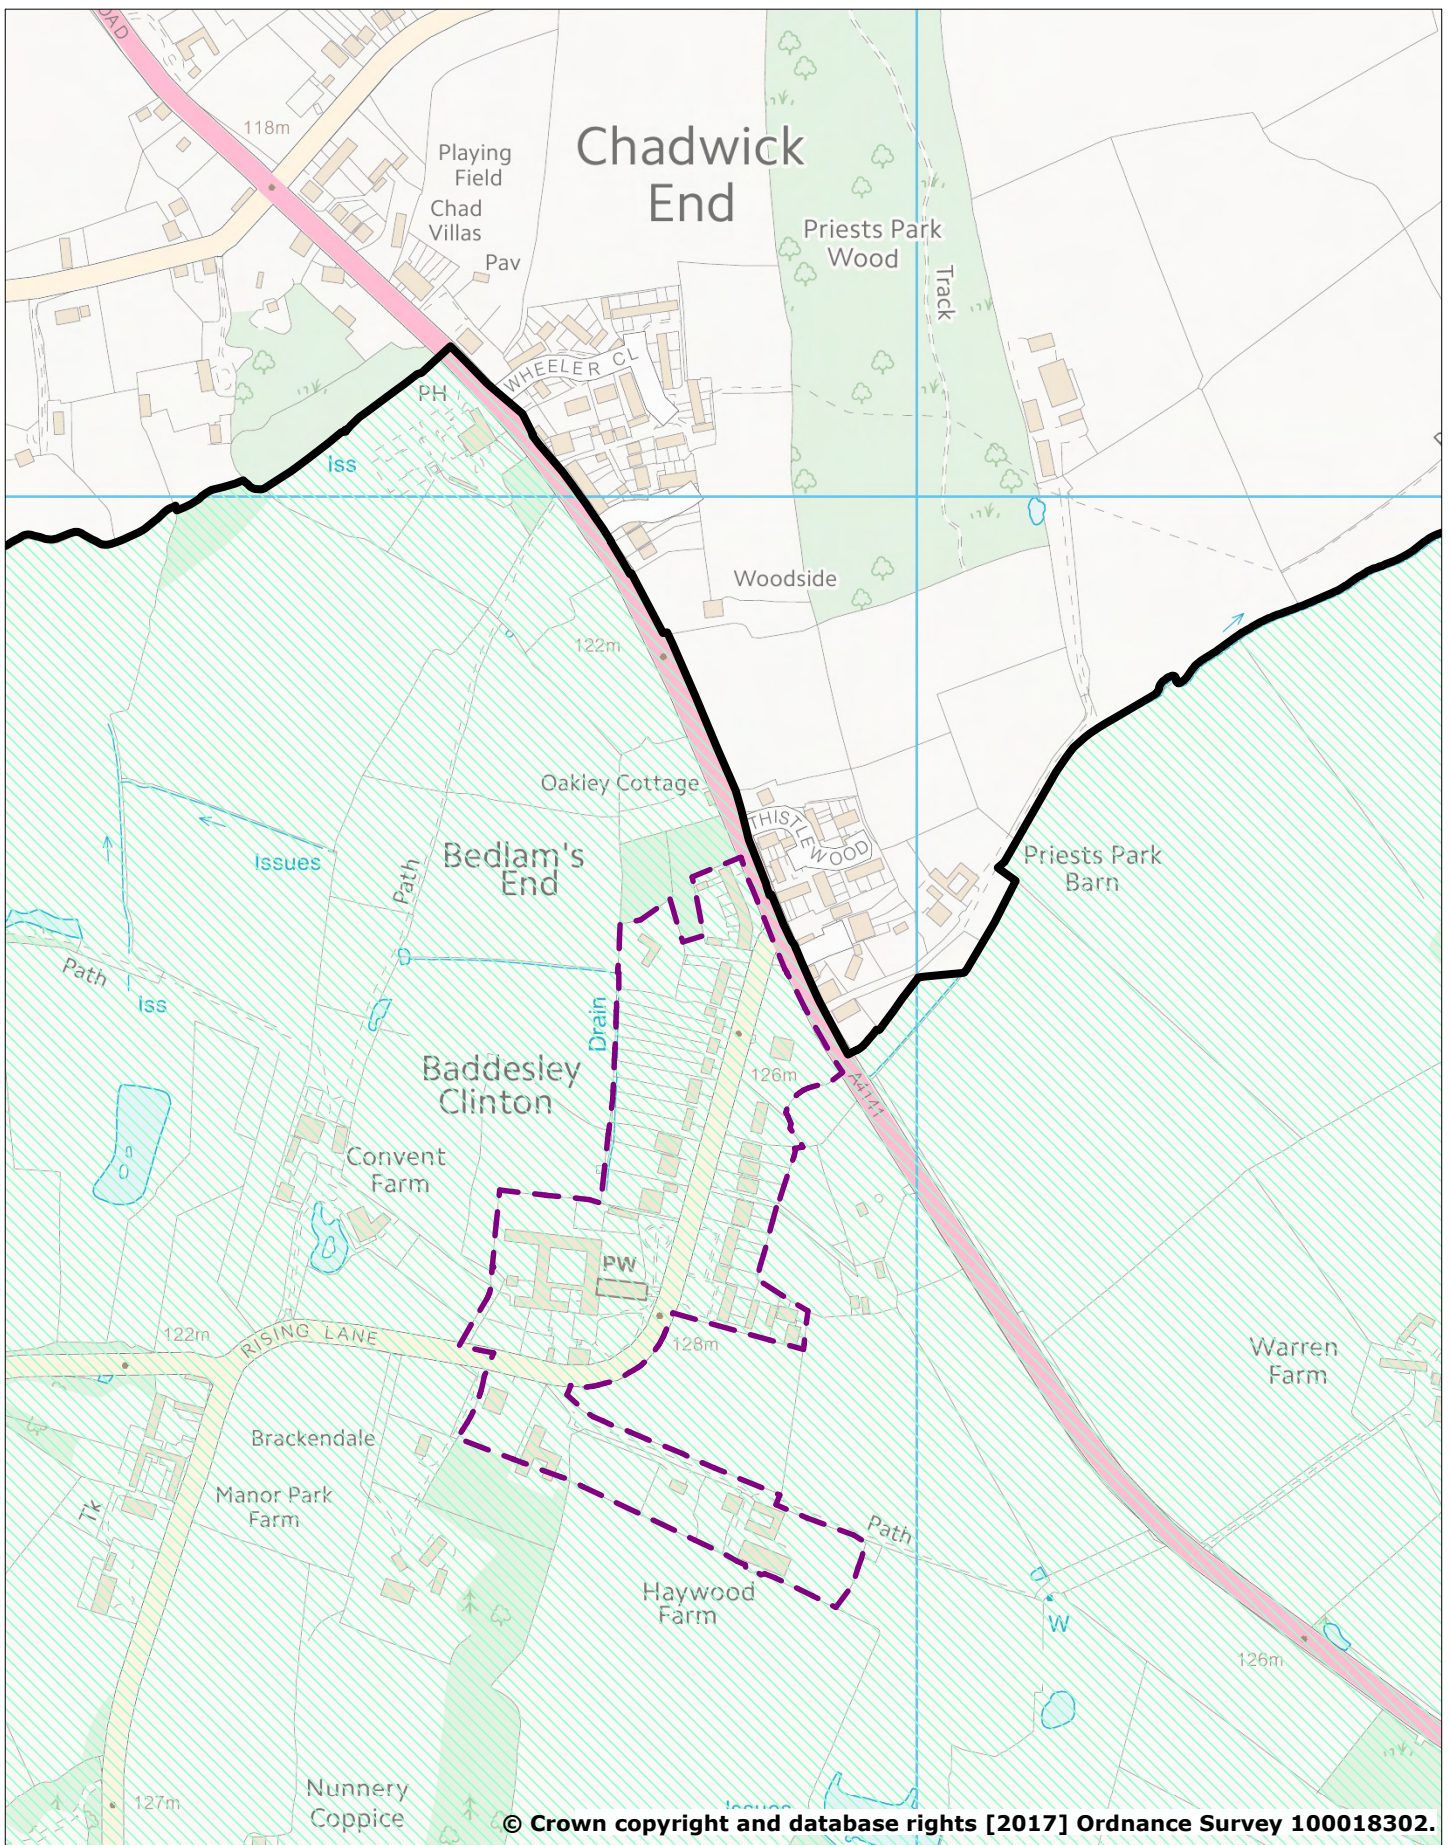 OAD
118m
Playing
Field
Chad
Villas
Pav
Chadwick
End
Priests Park
Wood
Track
WHEELER CL
PH
iss
Woodside
122m
Oakley Cottage
THISTLEWOOD
Bedlam's
End
Issues
Path
Priests Park
Barn
Path
iss
Drain
Baddesley
Clinton
126m
A4141
Convent
Farm
PW
122m
RISING LANE
128m
Warren
Farm
Brackendale
Manor Park
Farm
Tk
Path
Haywood
Farm
W
126m
Nunnery
Coppice
127m
Issues
© Crown copyright and database rights [2017] Ordnance Survey 100018302.